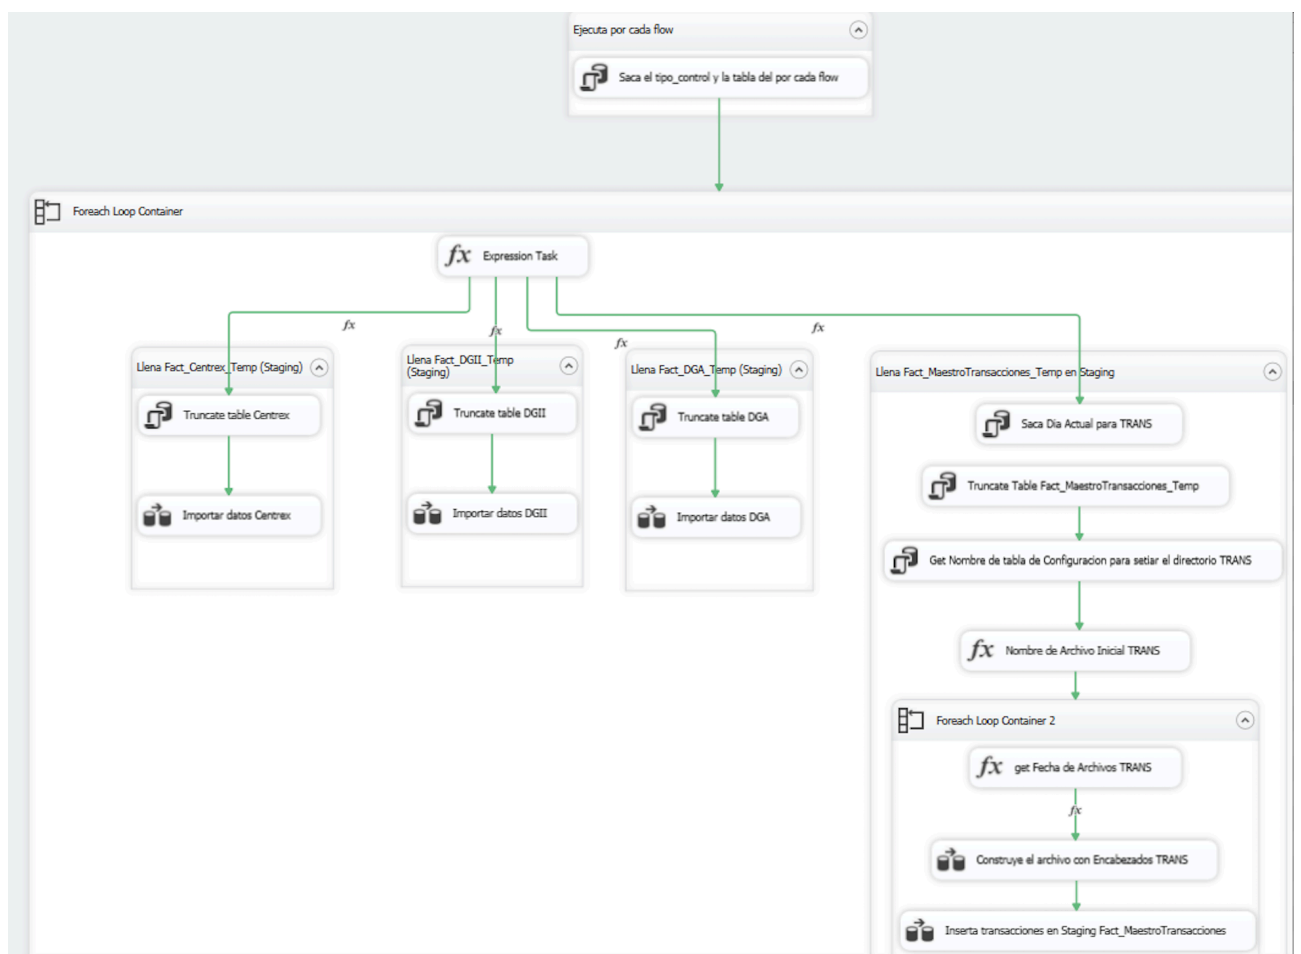 Ejecuta por cada flow
Saca el tipo_control y la tabla del por cada flow
Foreach Loop Container
fx Expression Task
fx
fx
fx
fx
Llena Fact_Centrex_Temp (Staging)
Truncate table Centrex
Importar datos Centrex
Llena Fact_DGII_Temp
(Staging)
Truncate table DGII
Importar datos DGII
Llena Fact_DGA_Temp (Staging)
Truncate table DGA
Importar datos DGA
Llena Fact_MaestroTransacciones_Temp en Staging
Saca Dia Actual para TRANS
Truncate Table Fact_MaestroTransacciones_Temp
Get Nombre de tabla de Configuracion para setiar el directorio TRANS
fx Nombre de Archivo Inicial TRANS
Foreach Loop Container 2
fx get Fecha de Archivos TRANS
fx
Construye el archivo con Encabezados TRANS
Inserta transacciones en Staging Fact_MaestroTransacciones